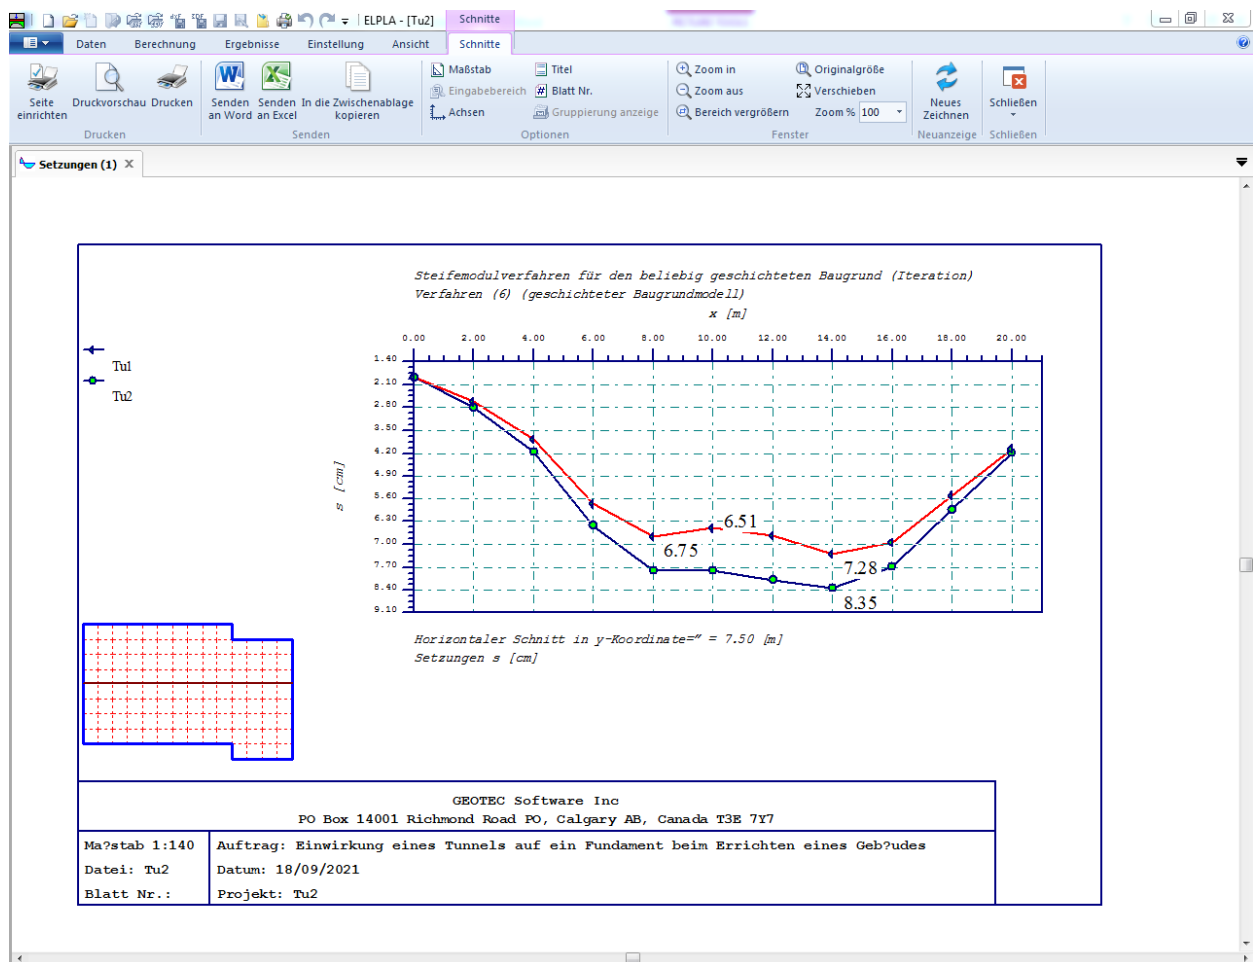 ELPLA - [Tu2]
Schnitte
Daten Berechnung Ergebnisse Einstellung Ansicht Schnitte
Seite einrichten
Druckvorschau
Drucken
Drucken
Senden an Word
Senden an Excel
In die Zwischenablage kopieren
Senden
Maßstab
Eingabebereich
Achsen
Titel
Blatt Nr.
Gruppierung anzeige
Optionen
Zoom in
Zoom aus
Bereich vergrößern
Originalgröße
Verschieben
Zoom % 100
Fenster
Neues Zeichnen
Neuanzeige
Schließen
Schließen
Setzungen (1) X
Steifemodulverfahren für den beliebig geschichteten Baugrund (Iteration)
Verfahren (6) (geschichteter Baugrundmodell)
x [m]
0.00 2.00 4.00 6.00 8.00 10.00 12.00 14.00 16.00 18.00 20.00
Tu1
Tu2
s [cm]
1.40
2.10
2.80
3.50
4.20
4.90
5.60
6.30
7.00
7.70
8.40
9.10
6.51
6.75
7.28
8.35
Horizontaler Schnitt in y-Koordinate=" = 7.50 [m]
Setzungen s [cm]
GEOTEC Software Inc
PO Box 14001 Richmond Road PO, Calgary AB, Canada T3E 7Y7
Ma?stab 1:140
Auftrag: Einwirkung eines Tunnels auf ein Fundament beim Errichten eines Geb?udes
Datei: Tu2
Datum: 18/09/2021
Blatt Nr.:
Projekt: Tu2